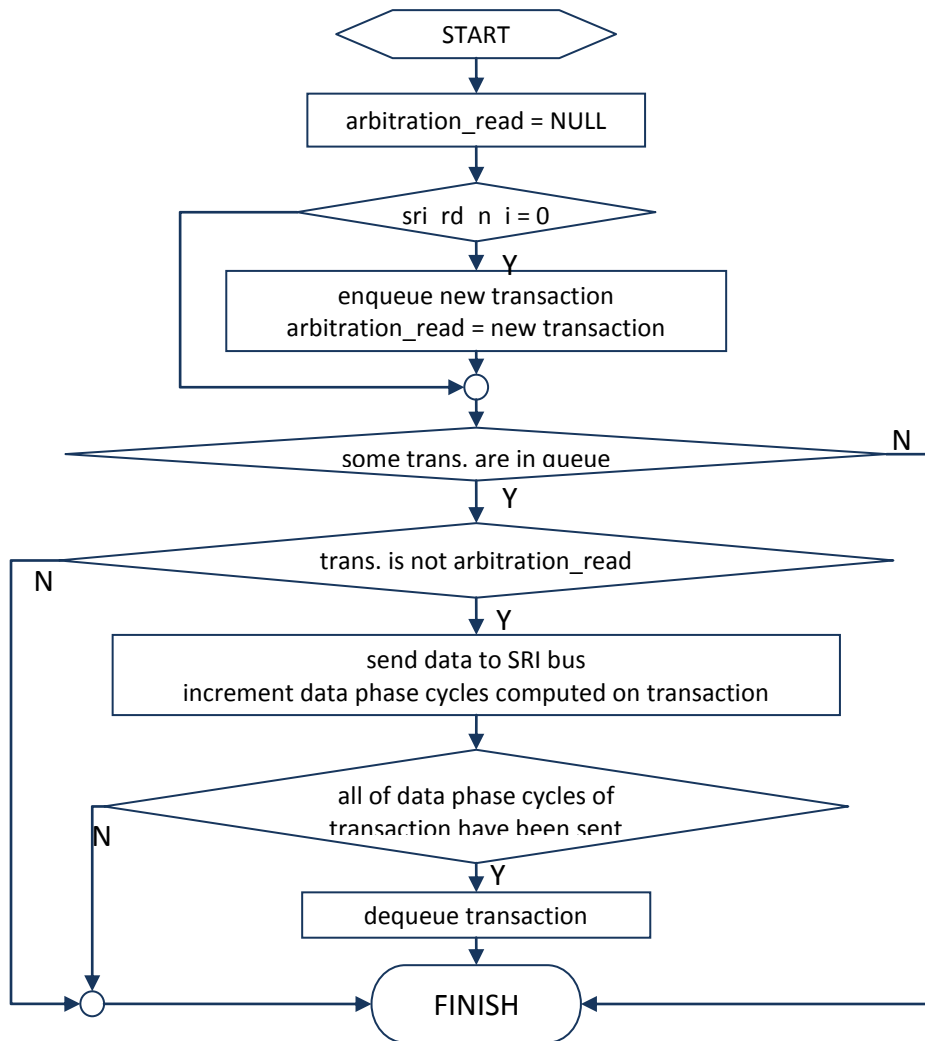 START
arbitration_read = NULL
sri_rd_n_i = 0
Y
enqueue new transaction
arbitration_read = new transaction
N
some trans. are in queue
Y
trans. is not arbitration_read
N
Y
send data to SRI bus
increment data phase cycles computed on transaction
all of data phase cycles of
transaction have been sent
N
Y
dequeue transaction
FINISH